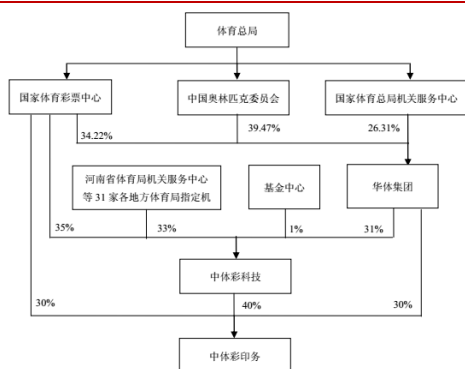 体育总局
国家体育彩票中心
中国奥林匹克委员会
国家体育总局机关服务中心
34.22%
39.47%
26.31%
河南省体育局机关服务中心
等 31 家各地方体育局指定机
基金中心
华体集团
35%
33%
1%
31%
中体彩科技
30%
40%
30%
中体彩印务